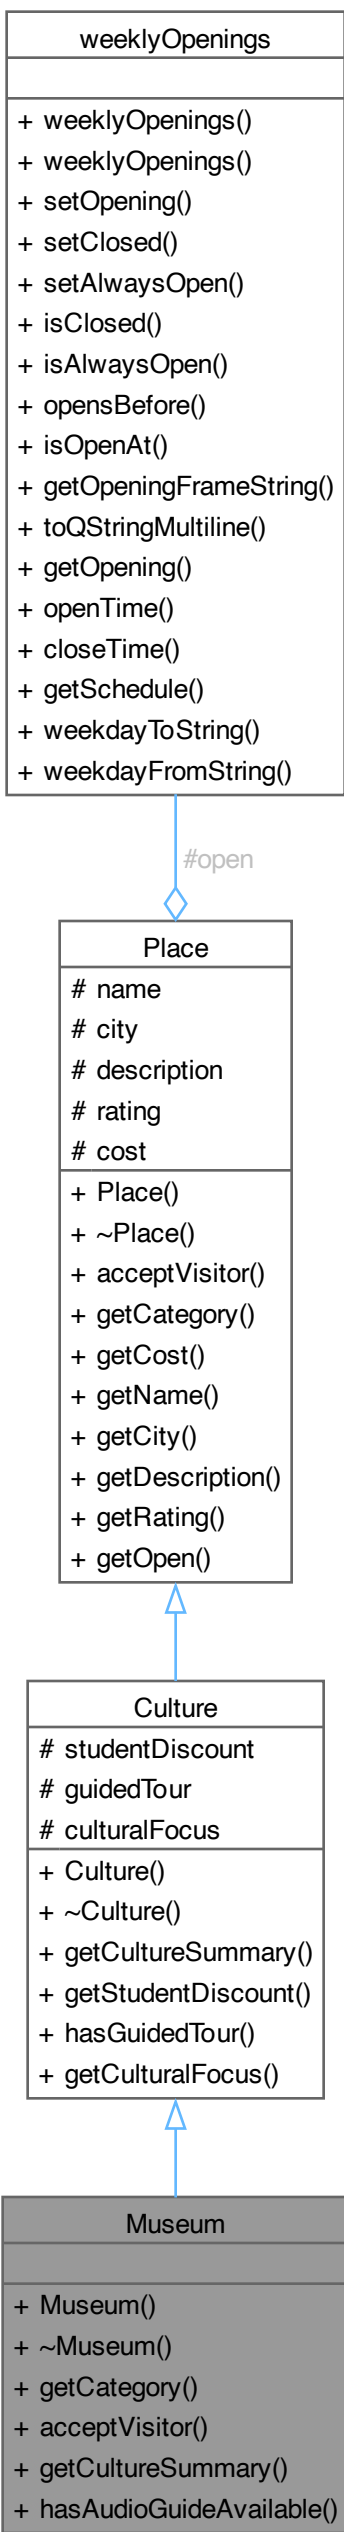 weeklyOpenings
+ weeklyOpenings()
+ weeklyOpenings()
+ setOpening()
+ setClosed()
+ setAlwaysOpen()
+ isClosed()
+ isAlwaysOpen()
+ opensBefore()
+ isOpenAt()
+ getOpeningFrameString()
+ toQStringMultiline()
+ getOpening()
+ openTime()
+ closeTime()
+ getSchedule()
+ weekdayToString()
+ weekdayFromString()
#open
Place
# name
# city
# description
# rating
# cost
+ Place()
+ ~Place()
+ acceptVisitor()
+ getCategory()
+ getCost()
+ getName()
+ getCity()
+ getDescription()
+ getRating()
+ getOpen()
Culture
# studentDiscount
# guidedTour
# culturalFocus
+ Culture()
+ ~Culture()
+ getCultureSummary()
+ getStudentDiscount()
+ hasGuidedTour()
+ getCulturalFocus()
Museum
+ Museum()
+ ~Museum()
+ getCategory()
+ acceptVisitor()
+ getCultureSummary()
+ hasAudioGuideAvailable()